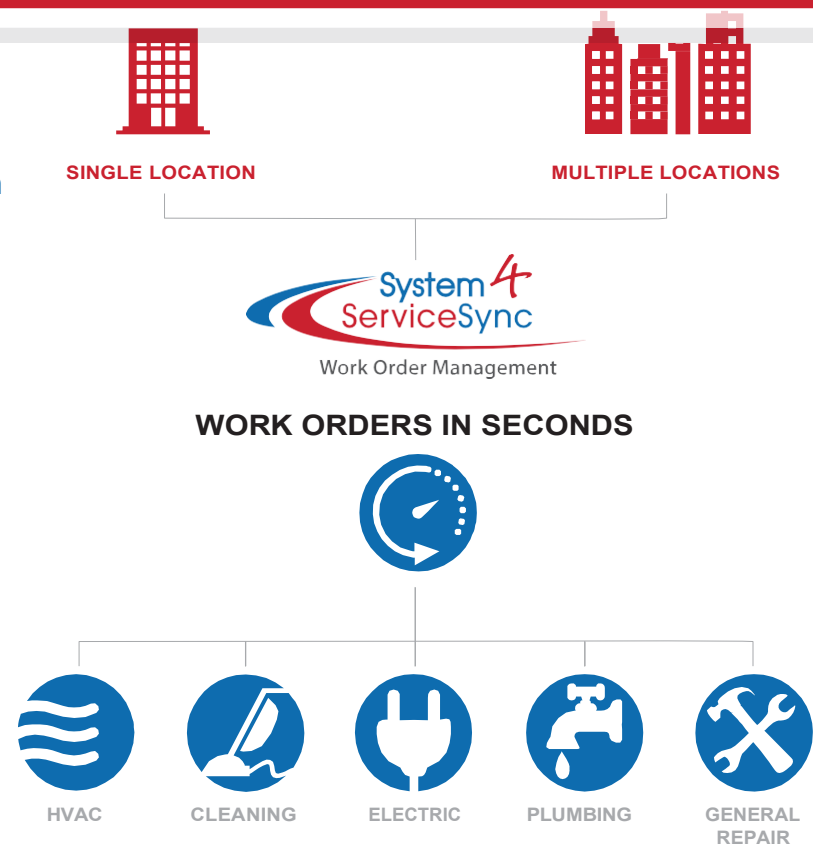 SINGLE LOCATION
MULTIPLE LOCATIONS
System 4
ServiceSync
Work Order Management
WORK ORDERS IN SECONDS
HVAC
CLEANING
ELECTRIC
PLUMBING
GENERAL
REPAIR